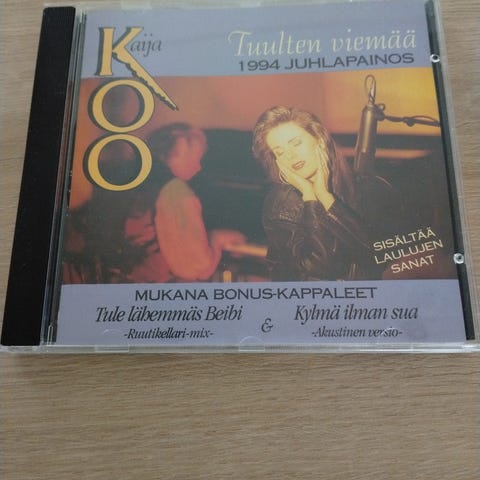 Kaija
KOO
Tuulten viemää
1994 JUHLAPAINOS
SISÄLTÄÄ
LAULUJEN
SANAT
MUKANA BONUS-KAPPALEET
Tule lähemmäs Beibi & Kylmä ilman sua
-Ruutikellari-mix- -Akustinen versio-